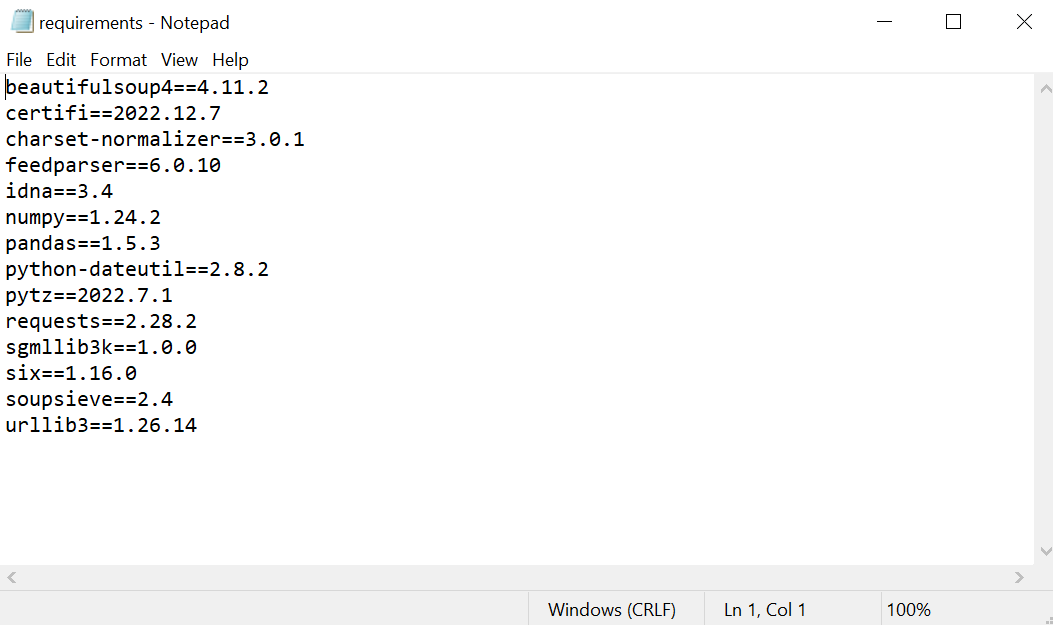 requirements - Notepad
File Edit Format View Help
beautifulsoup4==4.11.2
certifi==2022.12.7
charset-normalizer==3.0.1
feedparser==6.0.10
idna==3.4
numpy==1.24.2
pandas==1.5.3
python-dateutil==2.8.2
pytz==2022.7.1
requests==2.28.2
sgmllib3k==1.0.0
six==1.16.0
soupsieve==2.4
urllib3==1.26.14
Windows (CRLF) Ln 1, Col 1 100%